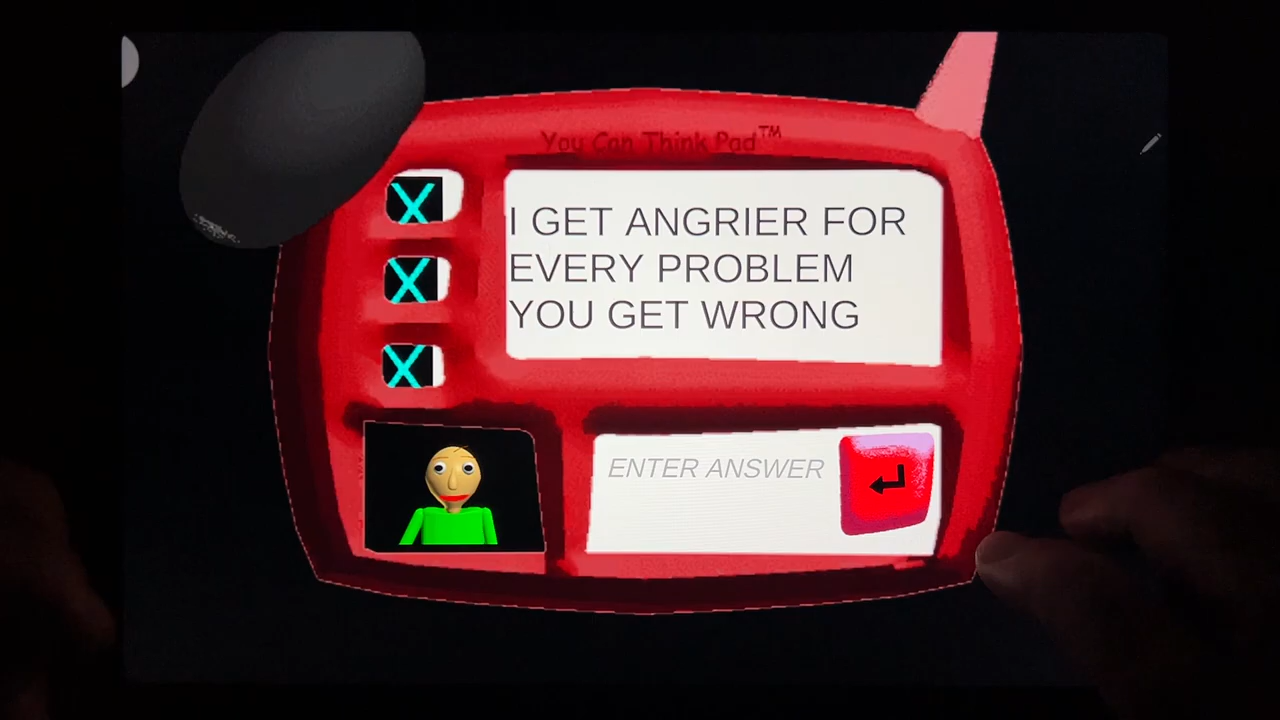 You Can Think Pad™
I GET ANGRIER FOR
EVERY PROBLEM
YOU GET WRONG
ENTER ANSWER